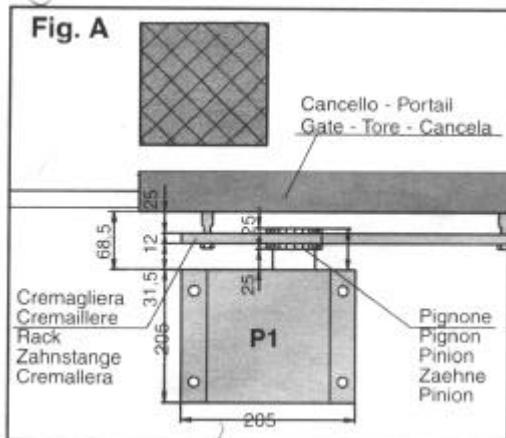 Fig. A
Cancello - Portail
Gate - Tore - Cancela
25
68.5
12
25
25
31.5
205
Cremagliera
Cremaillere
Rack
Zahnstange
Cremallera
P1
Pignone
Pignon
Pinion
Zaehne
Pinion
205